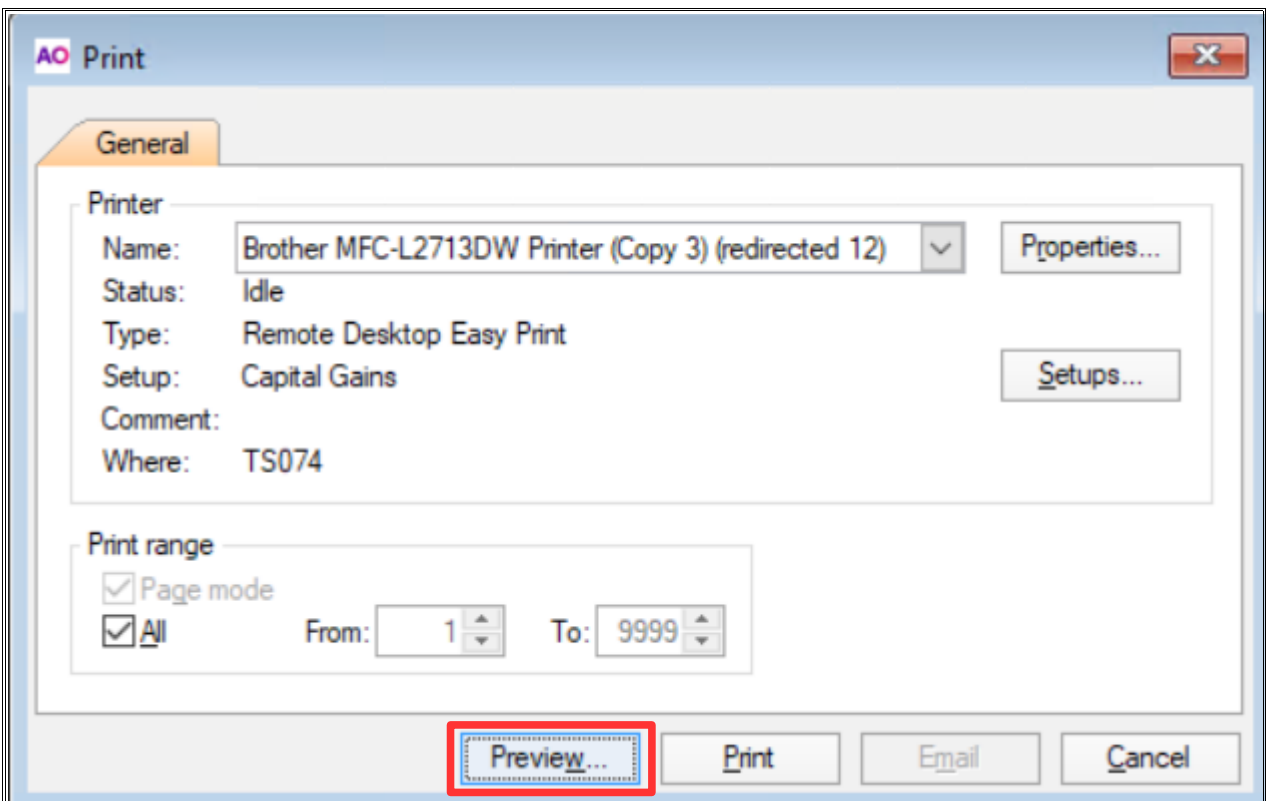 AO Print
General
Printer
Name: Brother MFC-L2713DW Printer (Copy 3) (redirected 12) Properties...
Status: Idle
Type: Remote Desktop Easy Print
Setup: Capital Gains Setups...
Comment:
Where: TS074
Print range
Page mode
All From: 1 To: 9999
Preview... Print Email Cancel